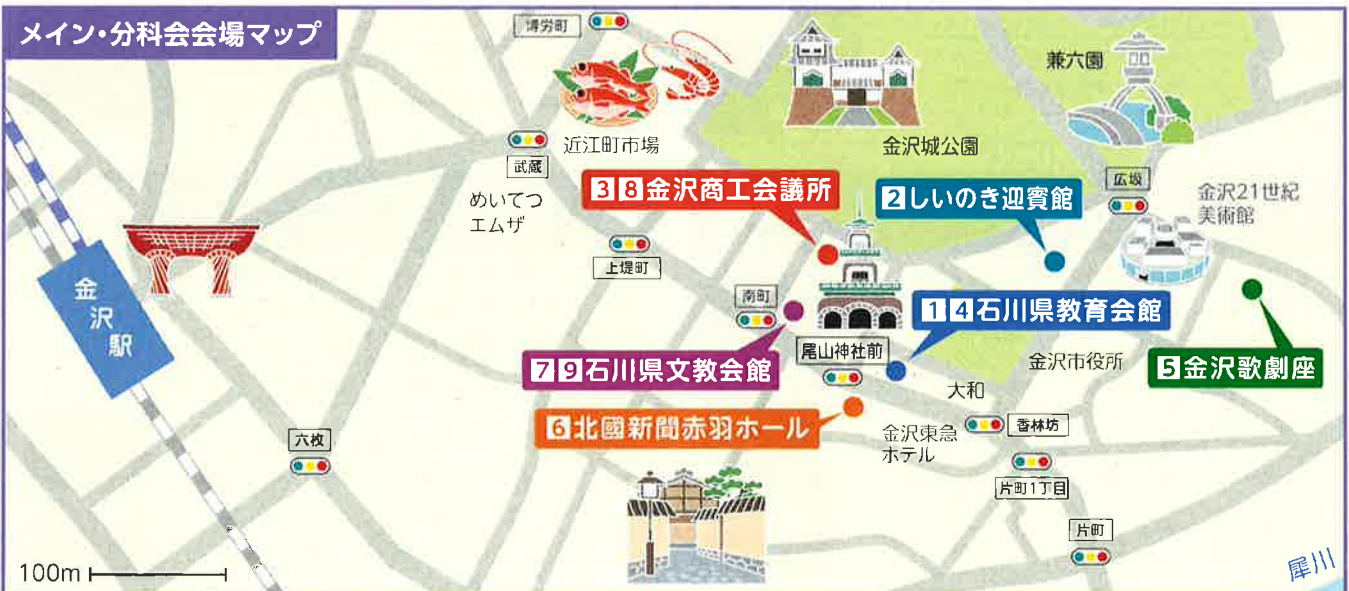 メイン・分科会会場マップ
博労町
兼六園
近江町市場
武蔵
金沢城公園
広坂
めいてつ
エムザ
38金沢商工会議所
2しいのき迎賓館
金沢21世紀
美術館
上堤町
金沢駅
南町
14石川県教育会館
尾山神社前
79石川県文教会館
金沢市役所
5金沢歌劇座
大和
6北國新聞赤羽ホール
金沢東急
ホテル
香林坊
六枚
片町1丁目
片町
犀川
100m